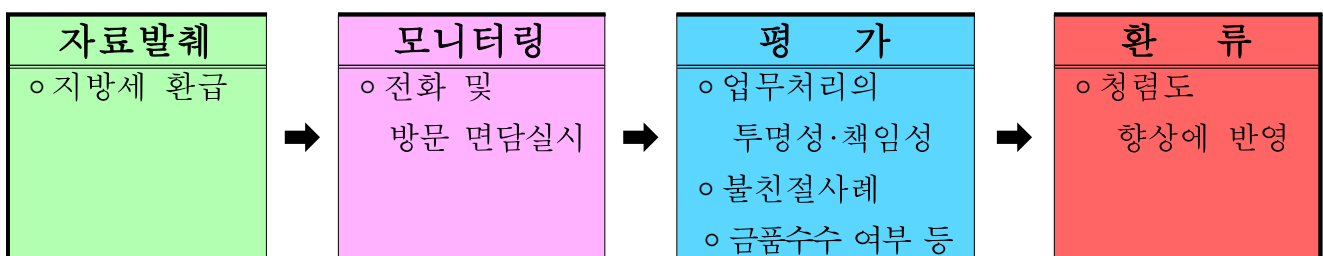 자료발췌
ㅇ지방세 환급
모니터링
ㅇ전화 및
방문 면담실시
평 가
ㅇ업무처리의
투명성·책임성
ㅇ불친절사례
ㅇ금품수수 여부 등
환 류
ㅇ청렴도
향상에 반영